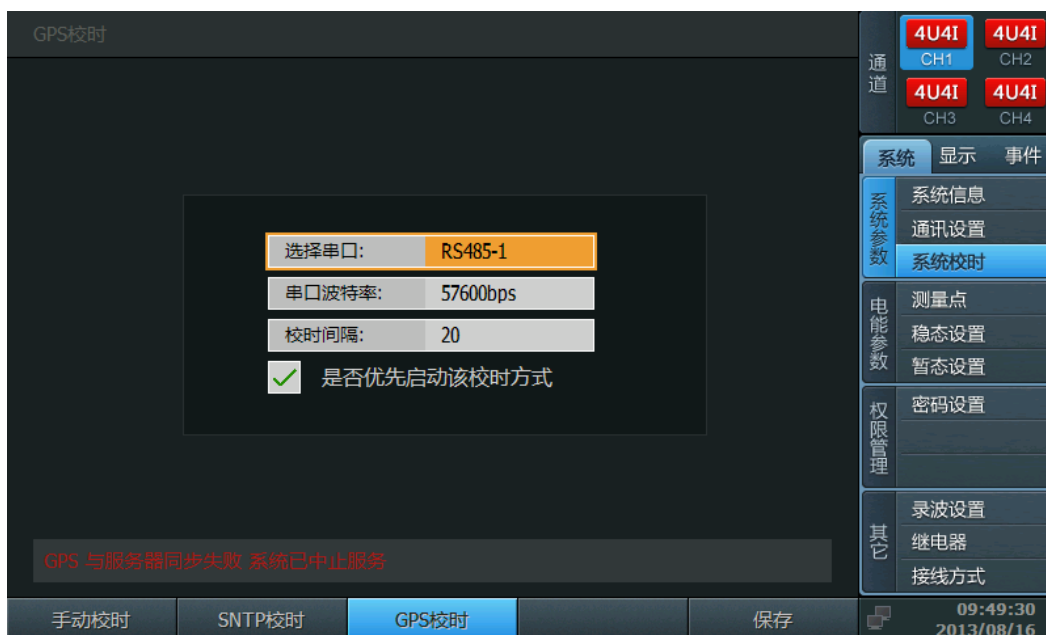 GPS校时
选择串口: RS485-1
串口波特率: 57600bps
校时间隔: 20
是否优先启动该校时方式
GPS 与服务器同步失败 系统已中止服务
手动校时 SNTP校时 GPS校时 保存
通道
4U4I 4U4I
CH1 CH2
4U4I 4U4I
CH3 CH4
系统 显示 事件
系统参数
系统信息
通讯设置
系统校时
电能参数
测量点
稳态设置
暂态设置
权限管理
密码设置
其它
录波设置
继电器
接线方式
09:49:30
2013/08/16